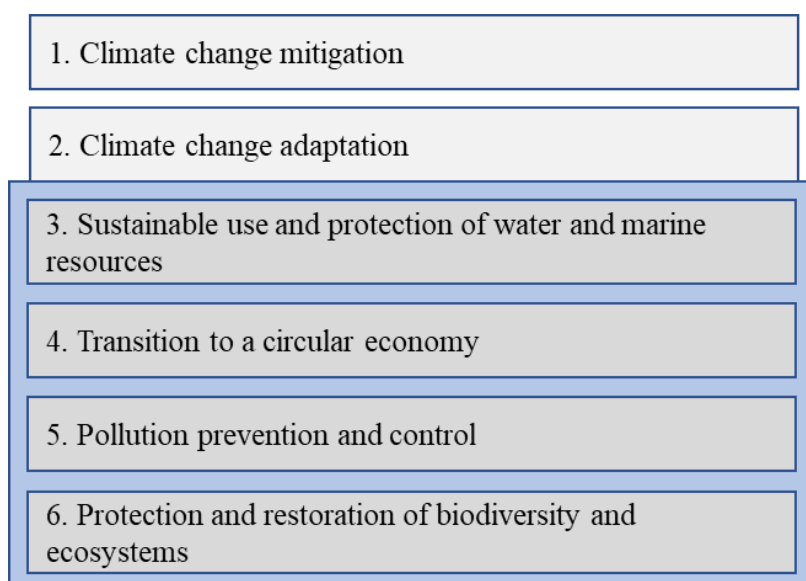 1. Climate change mitigation
2. Climate change adaptation
3. Sustainable use and protection of water and marine
resources
4. Transition to a circular economy
5. Pollution prevention and control
6. Protection and restoration of biodiversity and
ecosystems